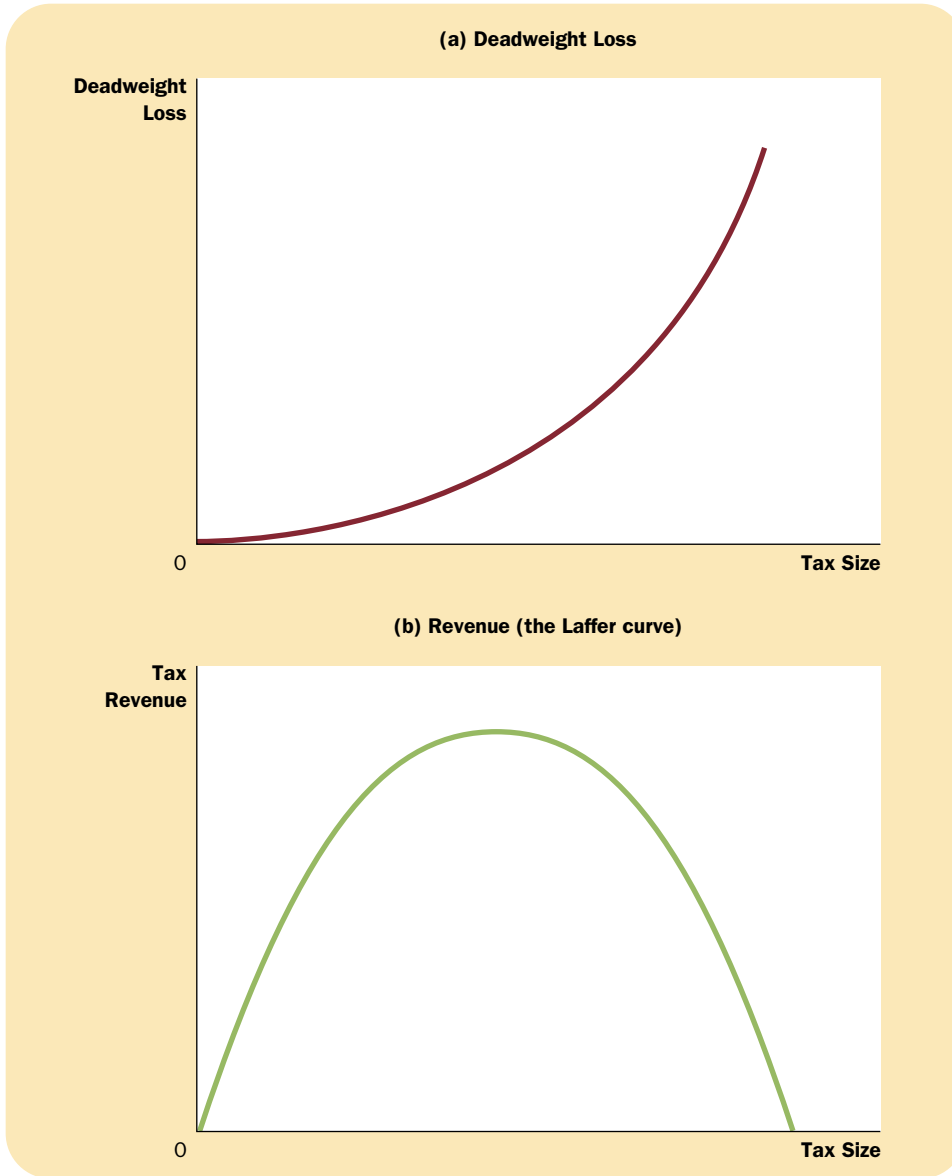 (a) Deadweight Loss
Deadweight
Loss
0
Tax Size
(b) Revenue (the Laffer curve)
Tax
Revenue
0
Tax Size